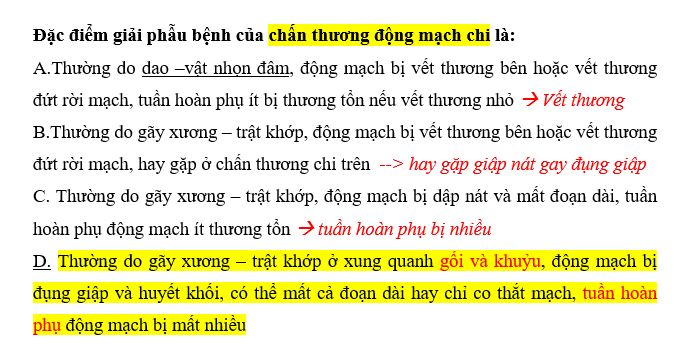 Đặc điểm giải phẫu bệnh của chấn thương động mạch chi là:
A.Thường do dao –vật nhọn đâm, động mạch bị vết thương bên hoặc vết thương
đứt rời mạch, tuần hoàn phụ ít bị thương tổn nếu vết thương nhỏ → Vết thương
B.Thường do gãy xương – trật khớp, động mạch bị vết thương bên hoặc vết thương
đứt rời mạch, hay gặp ở chấn thương chi trên --> hay gặp giập nát gay đụng giập
C. Thường do gãy xương – trật khớp, động mạch bị dập nát và mất đoạn dài, tuần
hoàn phụ động mạch ít thương tổn → tuần hoàn phụ bị nhiều
D. Thường do gãy xương – trật khớp ở xung quanh gối và khuỷu, động mạch bị
đụng giập và huyết khối, có thể mất cả đoạn dài hay chỉ co thắt mạch, tuần hoàn
phụ động mạch bị mất nhiều